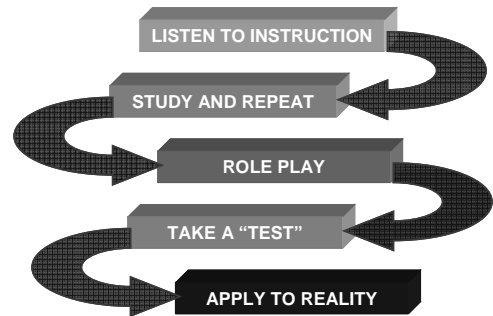 LISTEN TO INSTRUCTION
STUDY AND REPEAT
ROLE PLAY
TAKE A “TEST”
APPLY TO REALITY